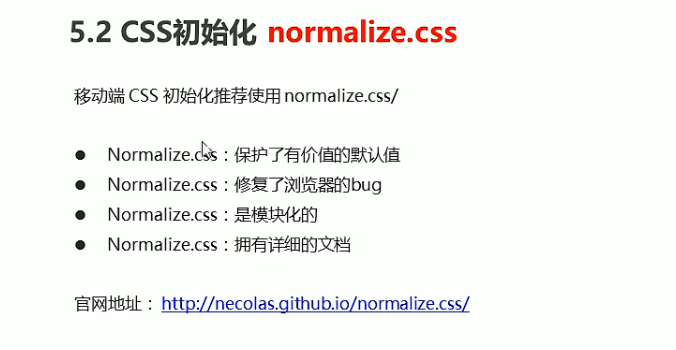 5.2 CSS初始化 normalize.css
移动端 CSS 初始化推荐使用 normalize.css/
● Normalize.css：保护了有价值的默认值
● Normalize.css：修复了浏览器的bug
● Normalize.css：是模块化的
● Normalize.css：拥有详细的文档
官网地址： http://necolas.github.io/normalize.css/